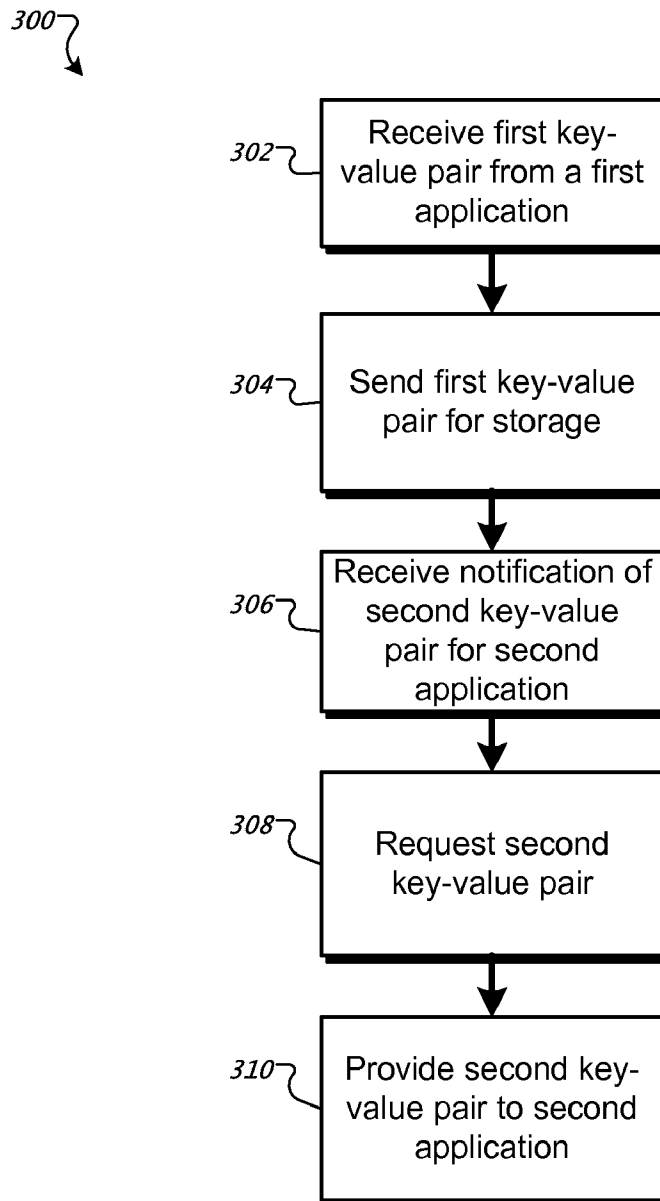 300
302
Receive first key-
value pair from a first
application
304
Send first key-value
pair for storage
306
Receive notification of
second key-value
pair for second
application
308
Request second
key-value pair
310
Provide second key-
value pair to second
application